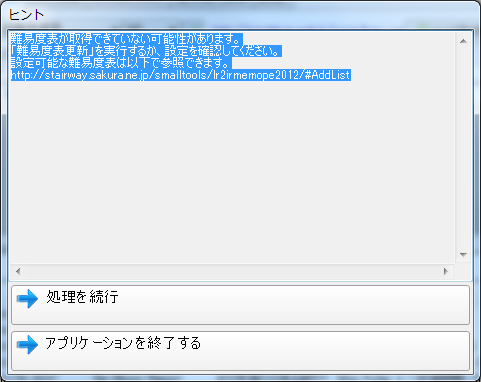 ヒント
難易度表が取得できていない可能性があります。
「難易度表更新」を実行するか、設定を確認してください。
設定可能な難易度表は以下で参照できます。
http://stairway.sakura.ne.jp/smalltools/lr2irmemope2012/#AddList
処理を続行
アプリケーションを終了する